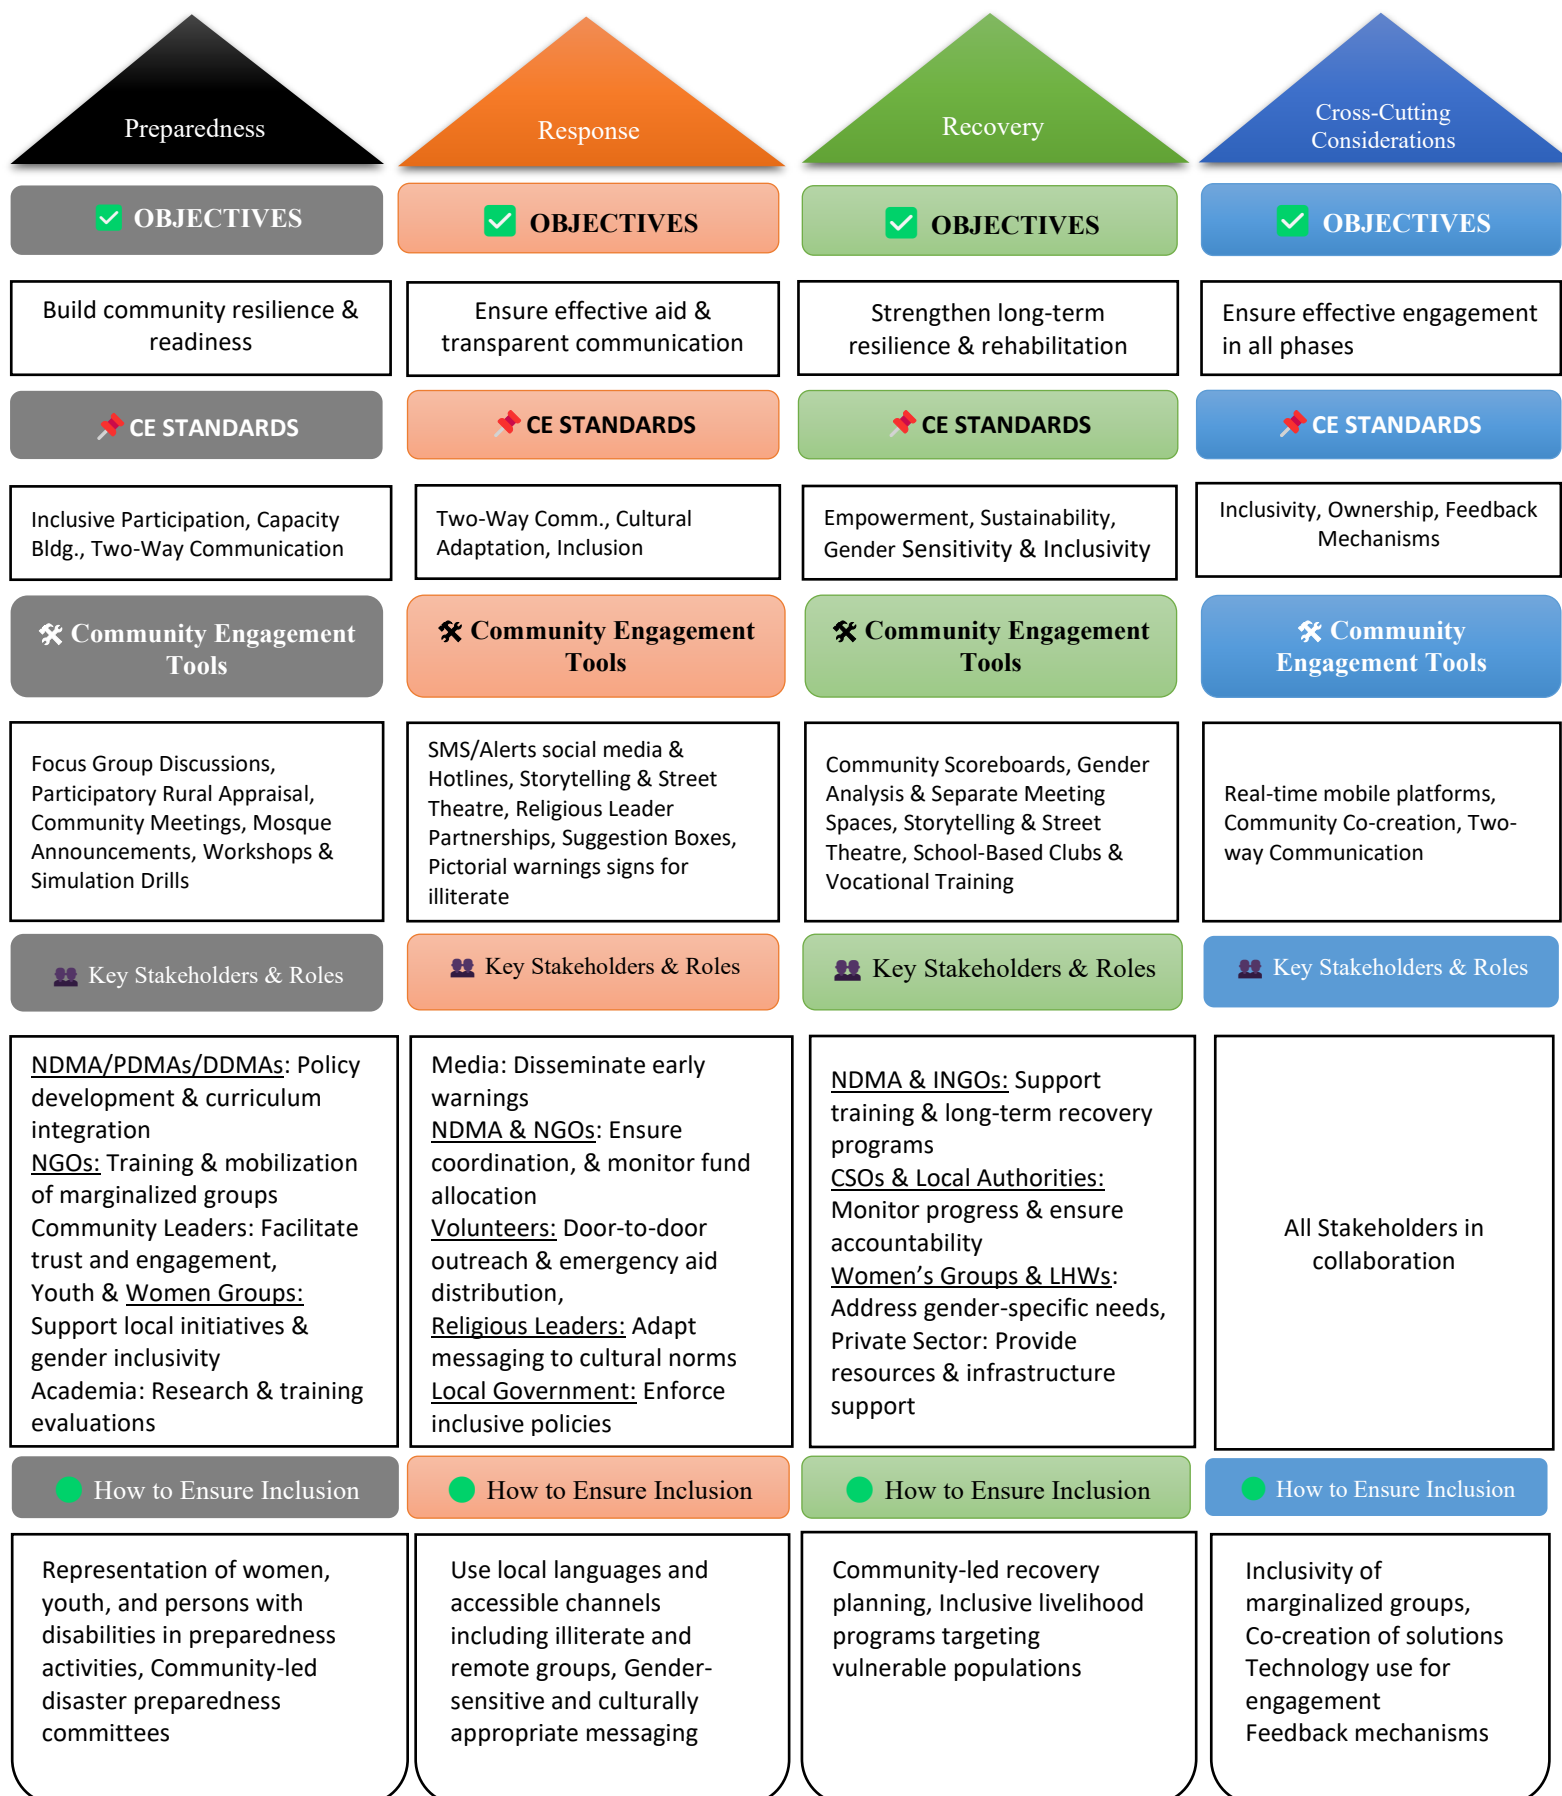 Preparedness
Response
Recovery
Cross-Cutting
Considerations
✅ OBJECTIVES
✅ OBJECTIVES
✅ OBJECTIVES
✅ OBJECTIVES
Build community resilience &
readiness
Ensure effective aid &
transparent communication
Strengthen long-term
resilience & rehabilitation
Ensure effective engagement
in all phases
📌 CE STANDARDS
📌 CE STANDARDS
📌 CE STANDARDS
📌 CE STANDARDS
Inclusive Participation, Capacity
Bldg., Two-Way Communication
Two-Way Comm., Cultural
Adaptation, Inclusion
Empowerment, Sustainability,
Gender Sensitivity & Inclusivity
Inclusivity, Ownership, Feedback
Mechanisms
🛠 Community Engagement
Tools
🛠 Community Engagement
Tools
🛠 Community Engagement
Tools
🛠 Community
Engagement Tools
Focus Group Discussions,
Participatory Rural Appraisal,
Community Meetings, Mosque
Announcements, Workshops &
Simulation Drills
SMS/Alerts social media &
Hotlines, Storytelling & Street
Theatre, Religious Leader
Partnerships, Suggestion Boxes,
Pictorial warnings signs for
illiterate
Community Scoreboards, Gender
Analysis & Separate Meeting
Spaces, Storytelling & Street
Theatre, School-Based Clubs &
Vocational Training
Real-time mobile platforms,
Community Co-creation, Two-
way Communication
👥 Key Stakeholders & Roles
👥 Key Stakeholders & Roles
👥 Key Stakeholders & Roles
👥 Key Stakeholders & Roles
NDMA/PDMAs/DDMAs: Policy
development & curriculum
integration
NGOs: Training & mobilization
of marginalized groups
Community Leaders: Facilitate
trust and engagement,
Youth & Women Groups:
Support local initiatives &
gender inclusivity
Academia: Research & training
evaluations
Media: Disseminate early
warnings
NDMA & NGOs: Ensure
coordination, & monitor fund
allocation
Volunteers: Door-to-door
outreach & emergency aid
distribution,
Religious Leaders: Adapt
messaging to cultural norms
Local Government: Enforce
inclusive policies
NDMA & INGOs: Support
training & long-term recovery
programs
CSOs & Local Authorities:
Monitor progress & ensure
accountability
Women’s Groups & LHWs:
Address gender-specific needs,
Private Sector: Provide
resources & infrastructure
support
All Stakeholders in
collaboration
🟢 How to Ensure Inclusion
🟢 How to Ensure Inclusion
🟢 How to Ensure Inclusion
🟢 How to Ensure Inclusion
Representation of women,
youth, and persons with
disabilities in preparedness
activities, Community-led
disaster preparedness
committees
Use local languages and
accessible channels
including illiterate and
remote groups, Gender-
sensitive and culturally
appropriate messaging
Community-led recovery
planning, Inclusive livelihood
programs targeting
vulnerable populations
Inclusivity of
marginalized groups,
Co-creation of solutions
Technology use for
engagement
Feedback mechanisms